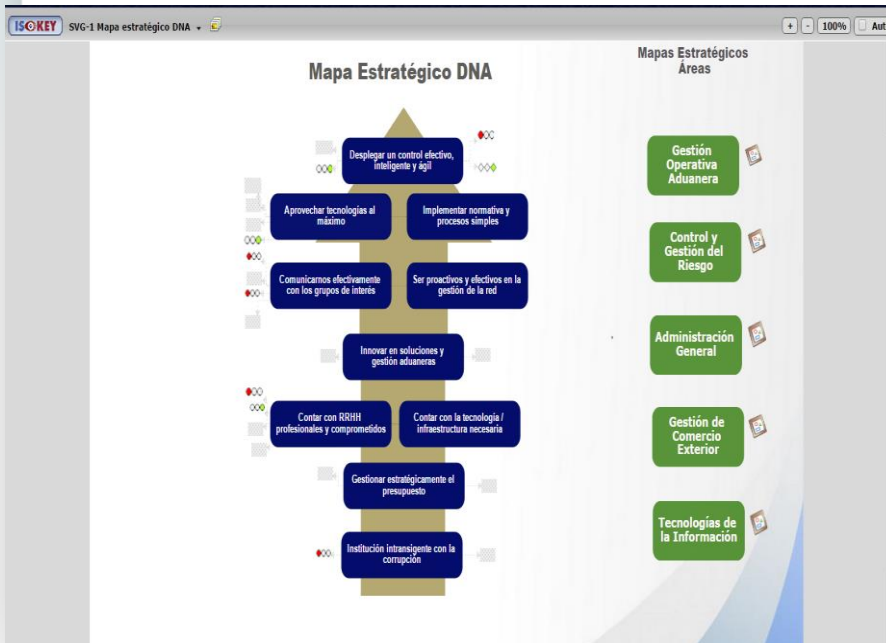 ISOKEY SVG-1 Mapa estratégico DNA
+ - 100% Aut
Mapa Estratégico DNA
Mapas Estratégicos
Áreas
Desplegar un control efectivo,
inteligente y ágil
Aprovechar tecnologías al
máximo
Implementar normativa y
procesos simples
Comunicarnos efectivamente
con los grupos de interés
Ser proactivos y efectivos en la
gestión de la red
Innovar en soluciones y
gestión aduaneras
Contar con RRHH
profesionales y comprometidos
Contar con la tecnología /
infraestructura necesaria
Gestionar estratégicamente el
presupuesto
Institución intransigente con la
corrupción
Gestión
Operativa
Aduanera
Control y
Gestión del
Riesgo
Administración
General
Gestión de
Comercio
Exterior
Tecnologías de
la Información